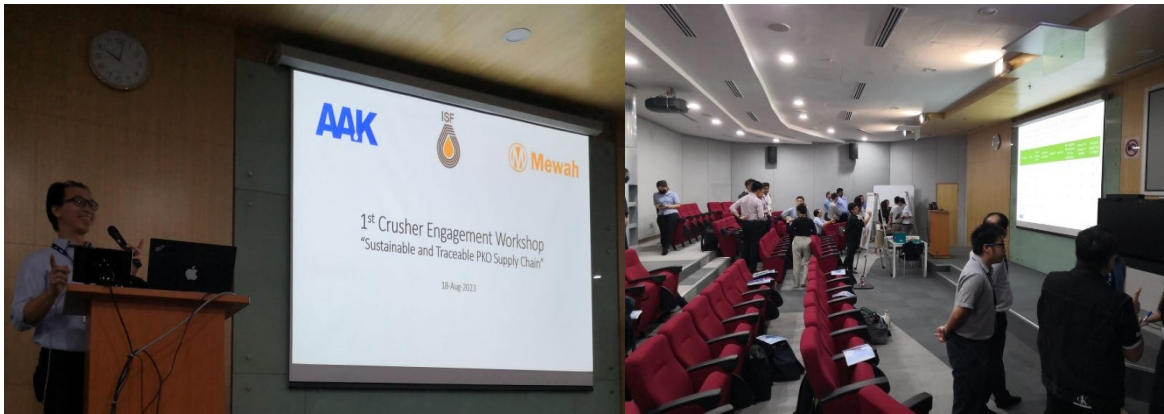 AAK
ISF
Mewah
1st Crusher Engagement Workshop
"Sustainable and Traceable PKO Supply Chain"
18-Aug-2023